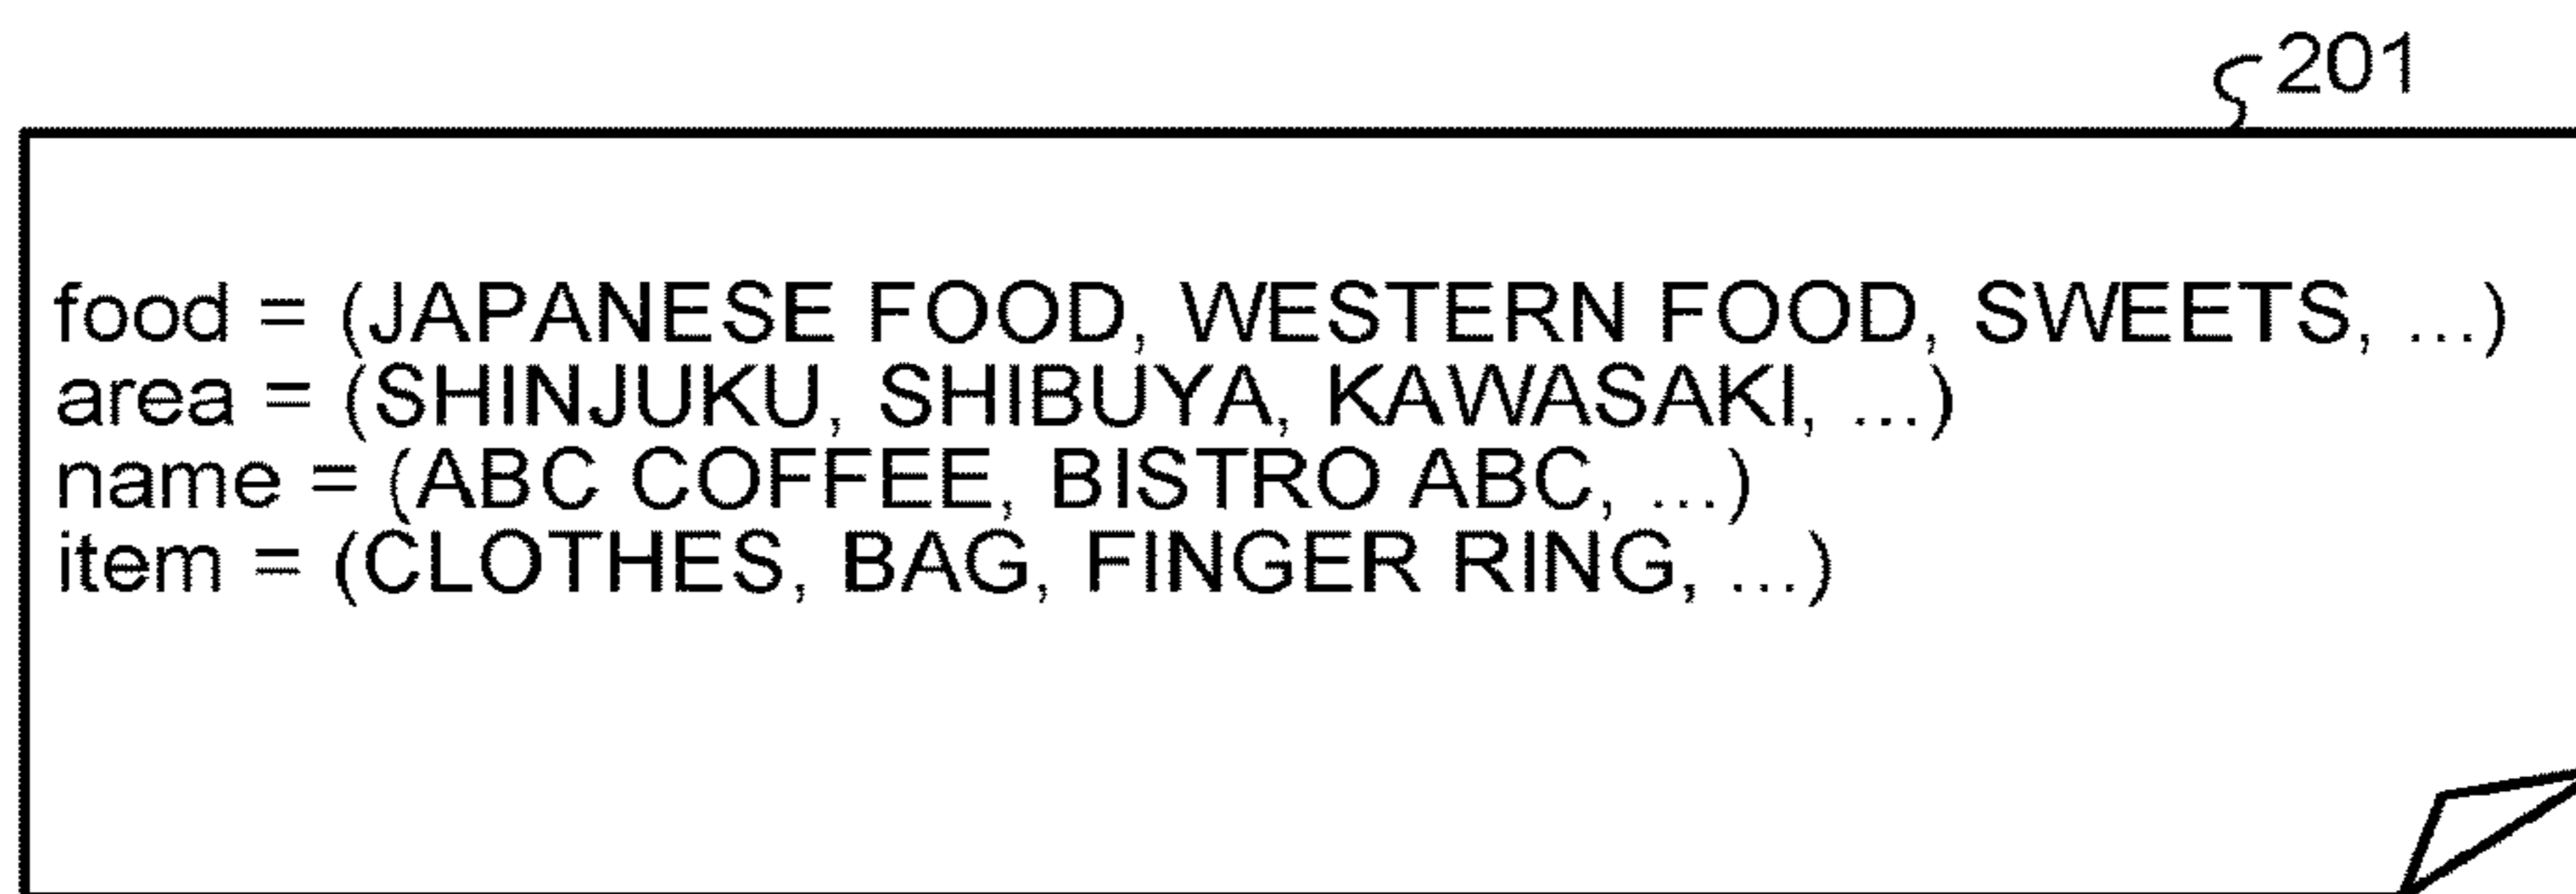 201
food = (JAPANESE FOOD, WESTERN FOOD, SWEETS, ...)
area = (SHINJUKU, SHIBUYA, KAWASAKI, ...)
name = (ABC COFFEE, BISTRO ABC, ...)
item = (CLOTHES, BAG, FINGER RING, ...)